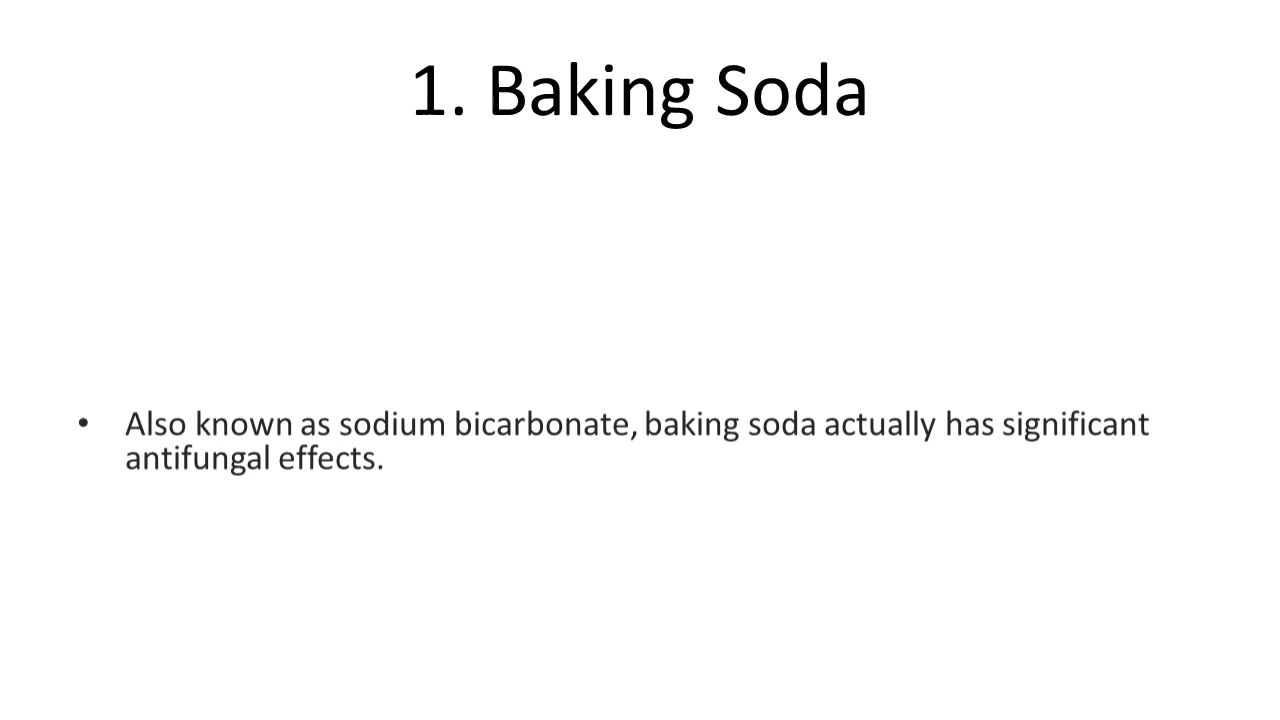 1. Baking Soda
• Also known as sodium bicarbonate, baking soda actually has significant
antifungal effects.